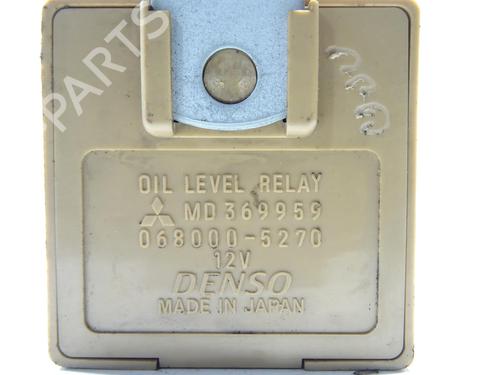 B-PARTS
OIL LEVEL RELAY
MD369959
068000-5270
12V
DENSO
MADE IN JAPAN